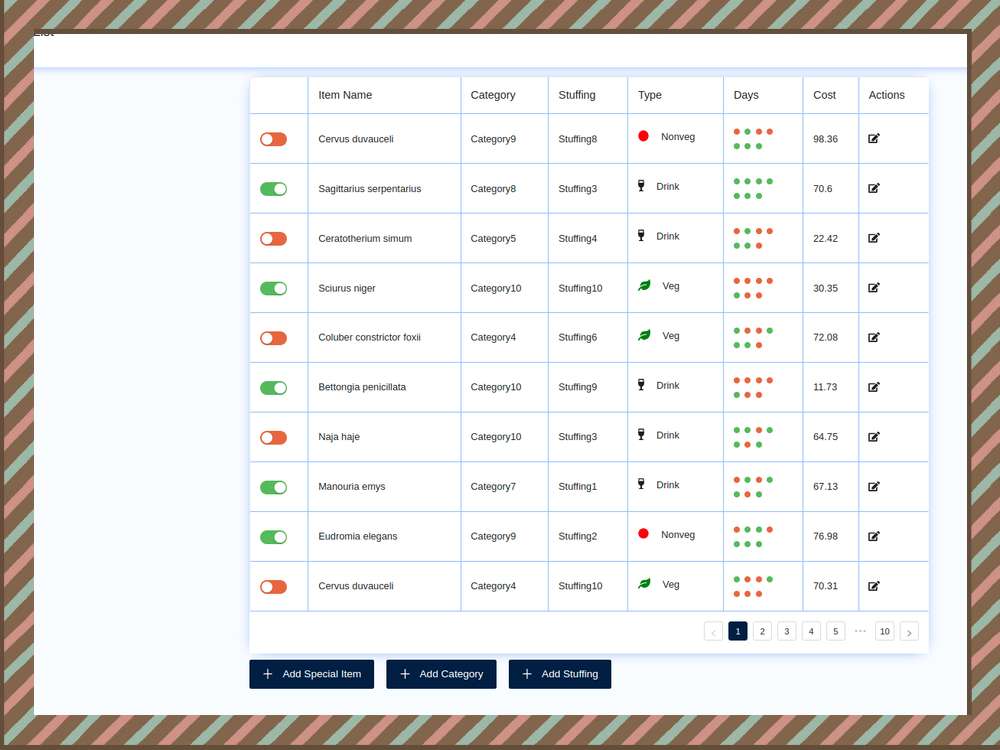 Item Name Category Stuffing Type Days Cost Actions
Cervus duvauceli Category9 Stuffing8 Nonveg 98.36
Sagittarius serpentarius Category8 Stuffing3 Drink 70.6
Ceratotherium simum Category5 Stuffing4 Drink 22.42
Sciurus niger Category10 Stuffing10 Veg 30.35
Coluber constrictor foxii Category4 Stuffing6 Veg 72.08
Bettongia penicillata Category10 Stuffing9 Drink 11.73
Naja haje Category10 Stuffing3 Drink 64.75
Manouria emys Category7 Stuffing1 Drink 67.13
Eudromia elegans Category9 Stuffing2 Nonveg 76.98
Cervus duvauceli Category4 Stuffing10 Veg 70.31
1 2 3 4 5 ••• 10
Add Special Item Add Category Add Stuffing